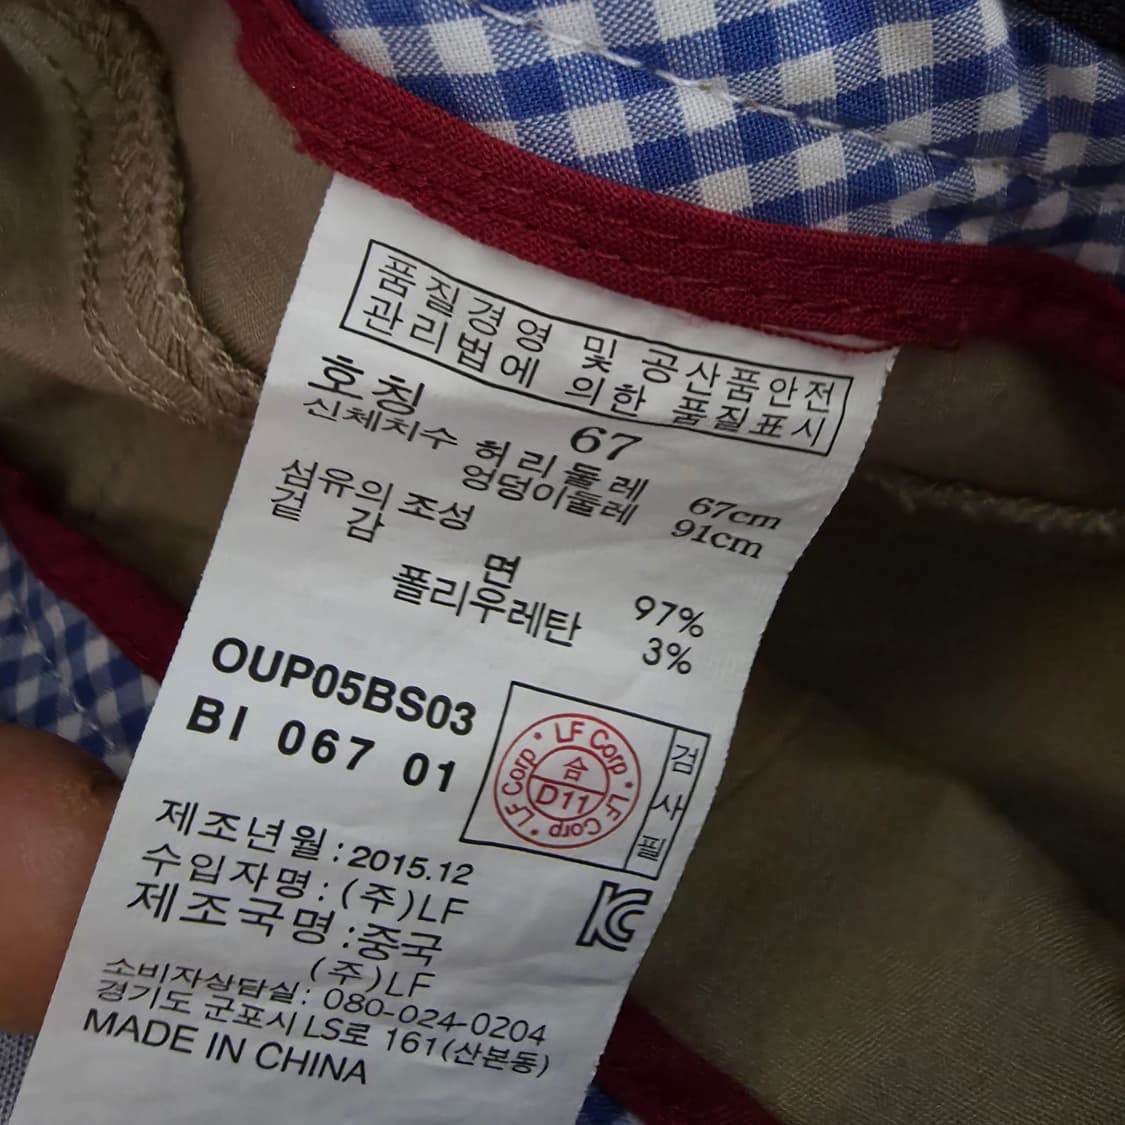 품질경영 및 공산품안전
관리법에 의한 품질표시
호칭 67
신체치수 허리둘레 67cm
엉덩이둘레 91cm
섬유의 조성
겉감
면 97%
폴리우레탄 3%
OUP05BS03
BI 067 01
LF Corp · LF Corp · LF Corp ·
合
D11
검사필
제조년월 : 2015.12
수입자명 : (주)LF
제조국명 : 중국
(주)LF
소비자상담실 : 080-024-0204
경기도 군포시 LS로 161(산본동)
MADE IN CHINA